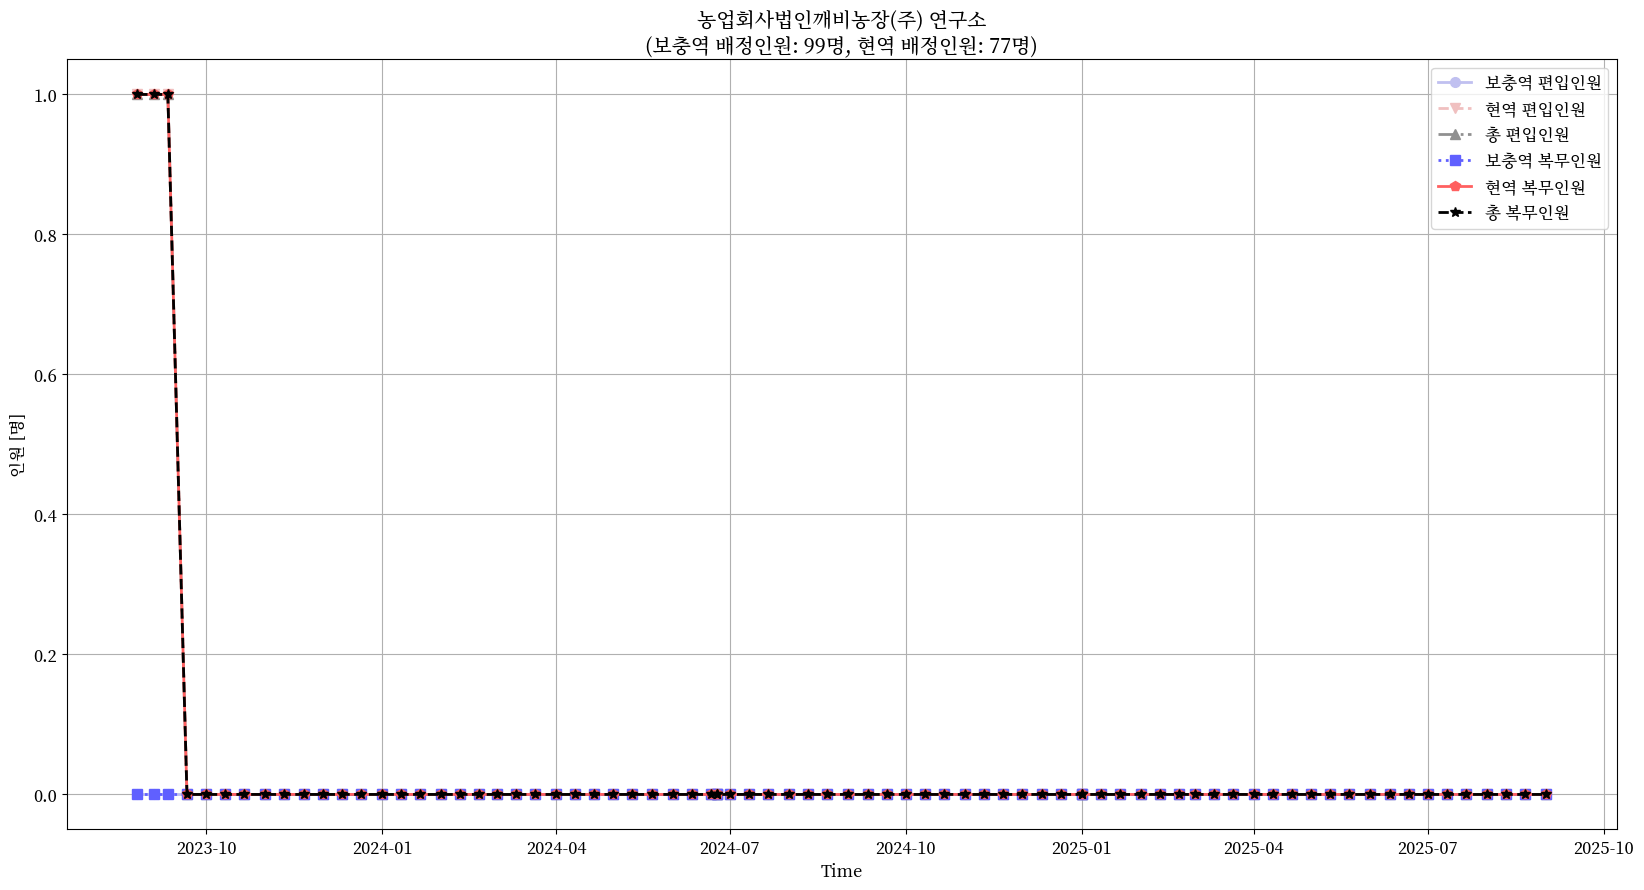 농업회사법인깨비농장(주) 연구소
(보충역 배정인원: 99명, 현역 배정인원: 77명)
보충역 편입인원
현역 편입인원
총 편입인원
보충역 복무인원
현역 복무인원
총 복무인원
인원 [명]
1.0
0.8
0.6
0.4
0.2
0.0
2023-10
2024-01
2024-04
2024-07
2024-10
2025-01
2025-04
2025-07
2025-10
Time